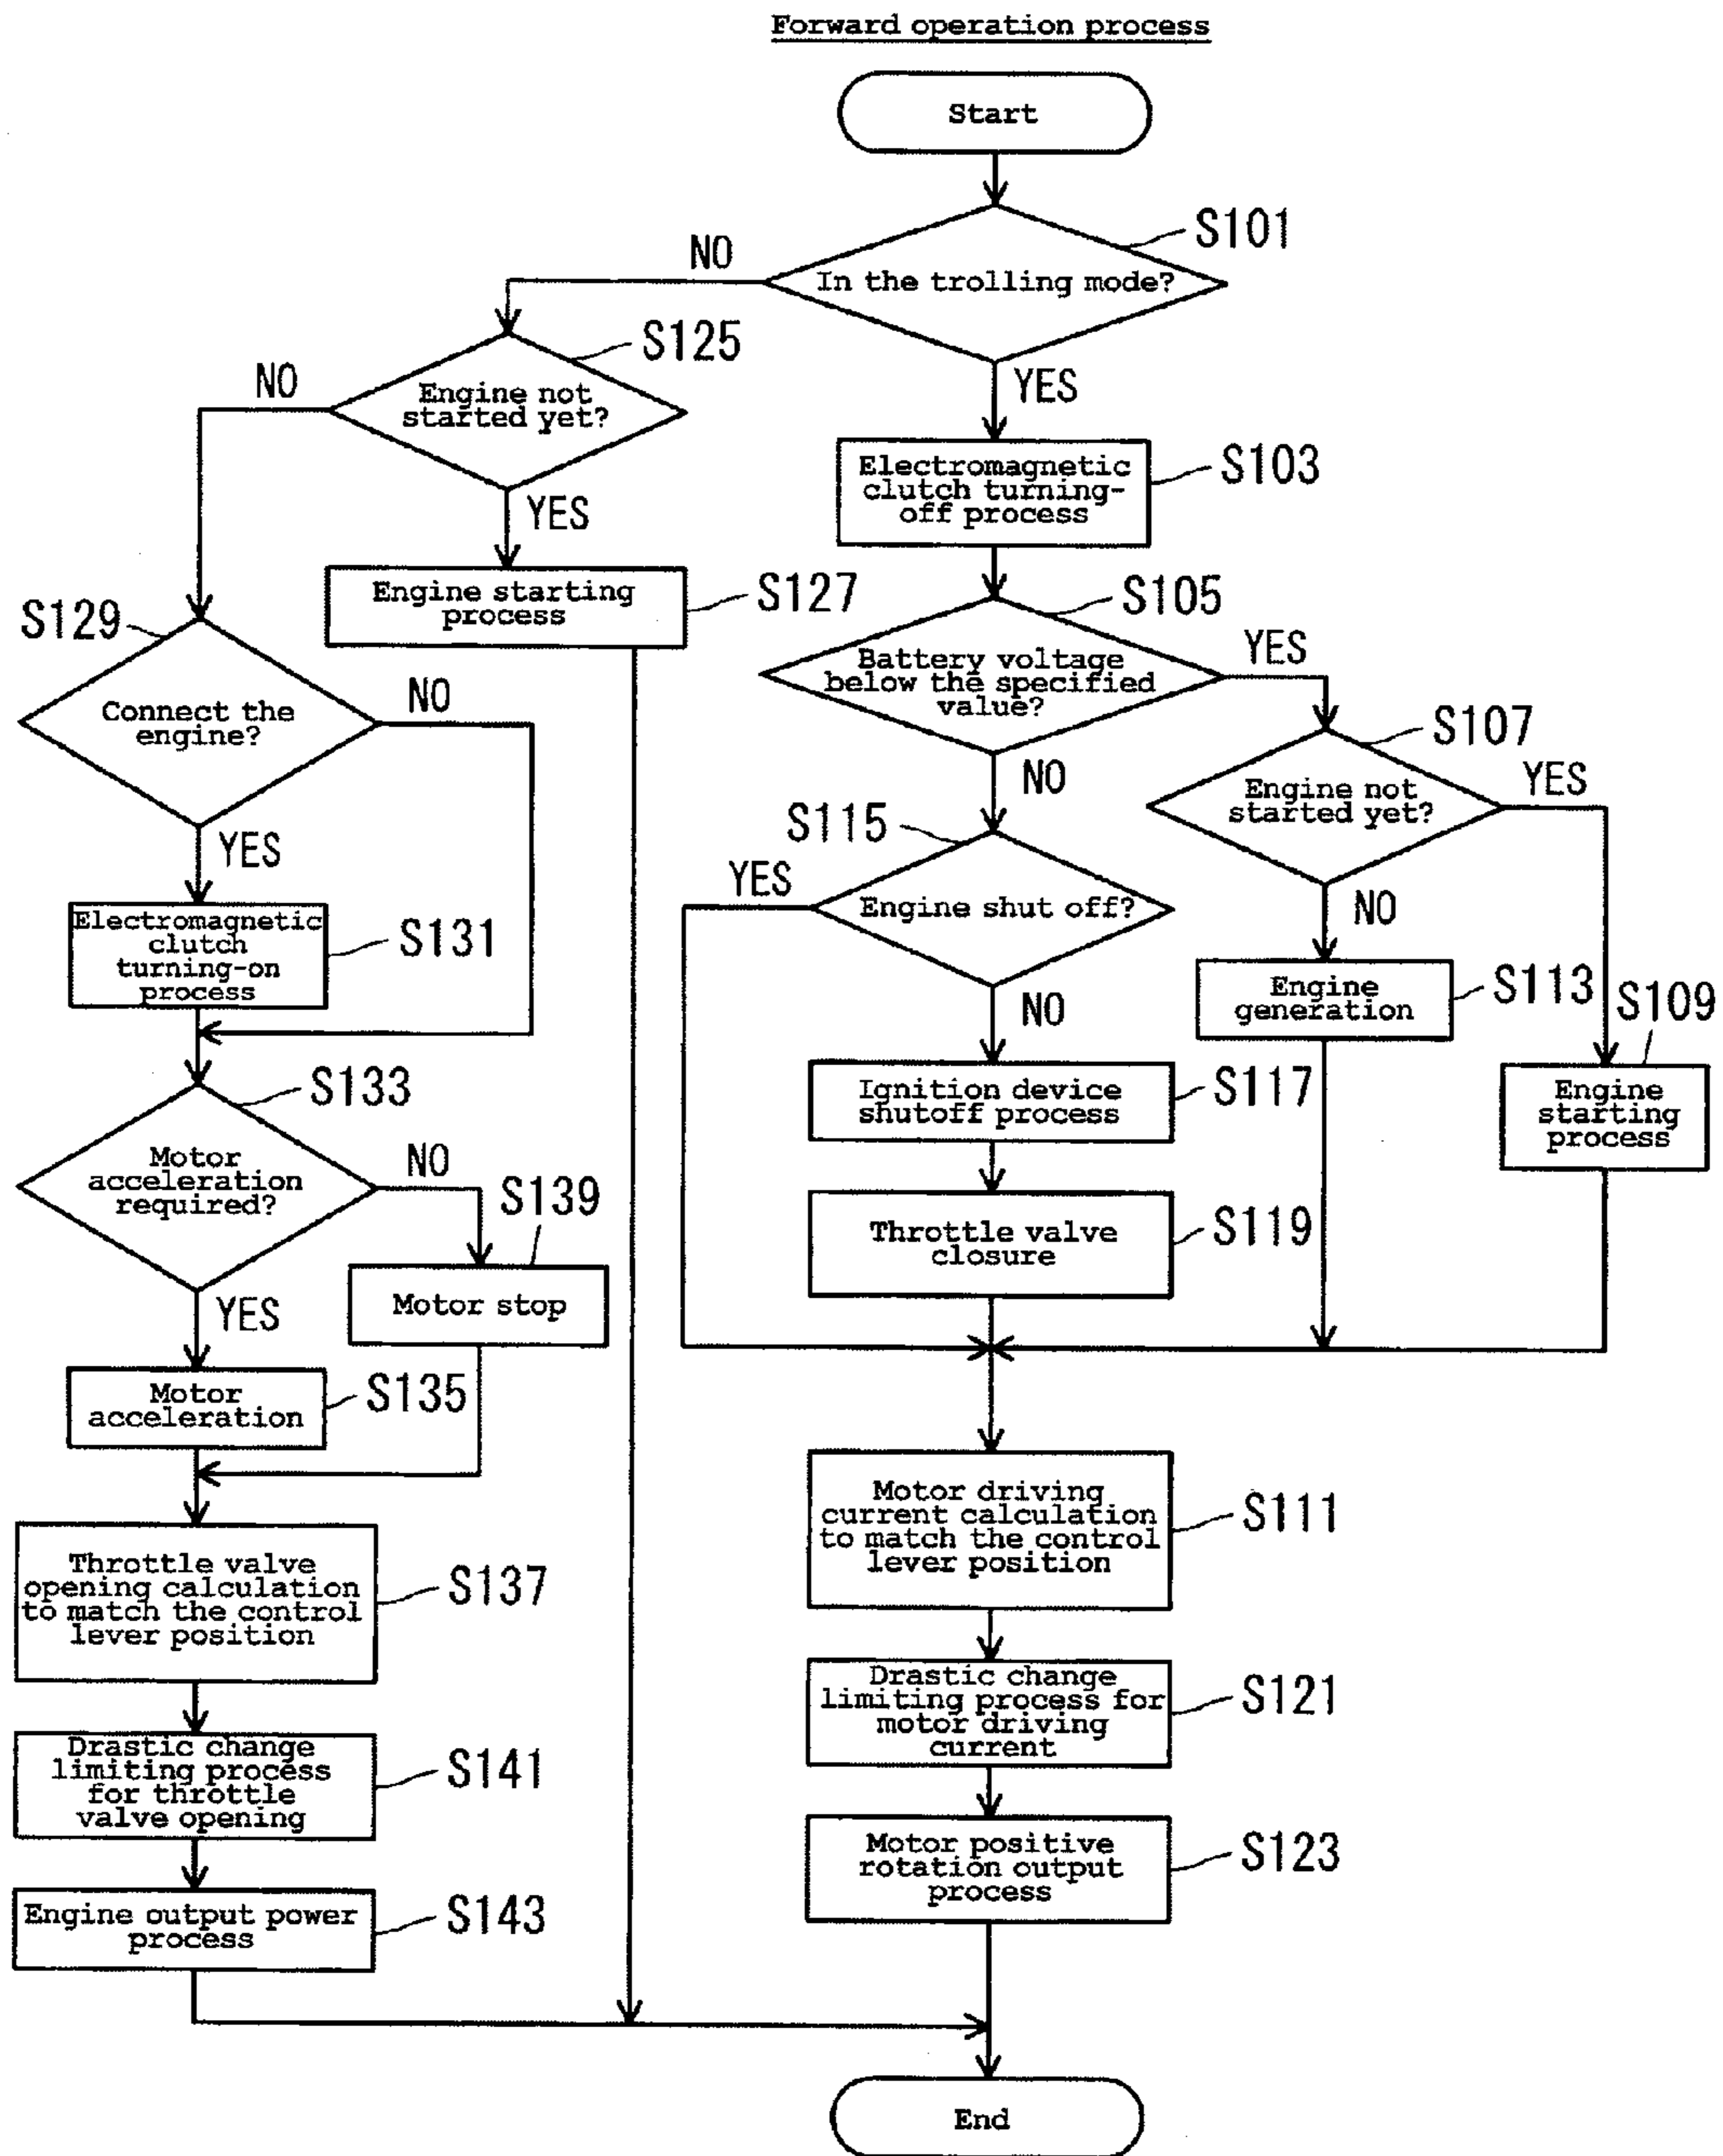 Forward operation process
Start
S101
NO
In the trolling mode?
S125
NO
Engine not
started yet?
YES
YES
Electromagnetic
clutch turning-
off process
S103
Engine starting
process
S127
S105
S129
Battery voltage
below the specified
value?
YES
Connect the
engine?
NO
S107
NO
Engine not
started yet?
YES
S115
YES
YES
Engine shut off?
NO
Electromagnetic
clutch
turning-on
process
S131
NO
Engine
generation
S113
S109
S133
Ignition device
shutoff process
S117
Engine
starting
process
Motor
acceleration
required?
NO
S139
Throttle valve
closure
S119
YES
Motor stop
Motor
acceleration
S135
Motor driving
current calculation
to match the control
lever position
S111
Throttle valve
opening calculation
to match the control
lever position
S137
Drastic change
limiting process for
motor driving
current
S121
Drastic change
limiting process
for throttle
valve opening
S141
Motor positive
rotation output
process
S123
Engine output power
process
S143
End